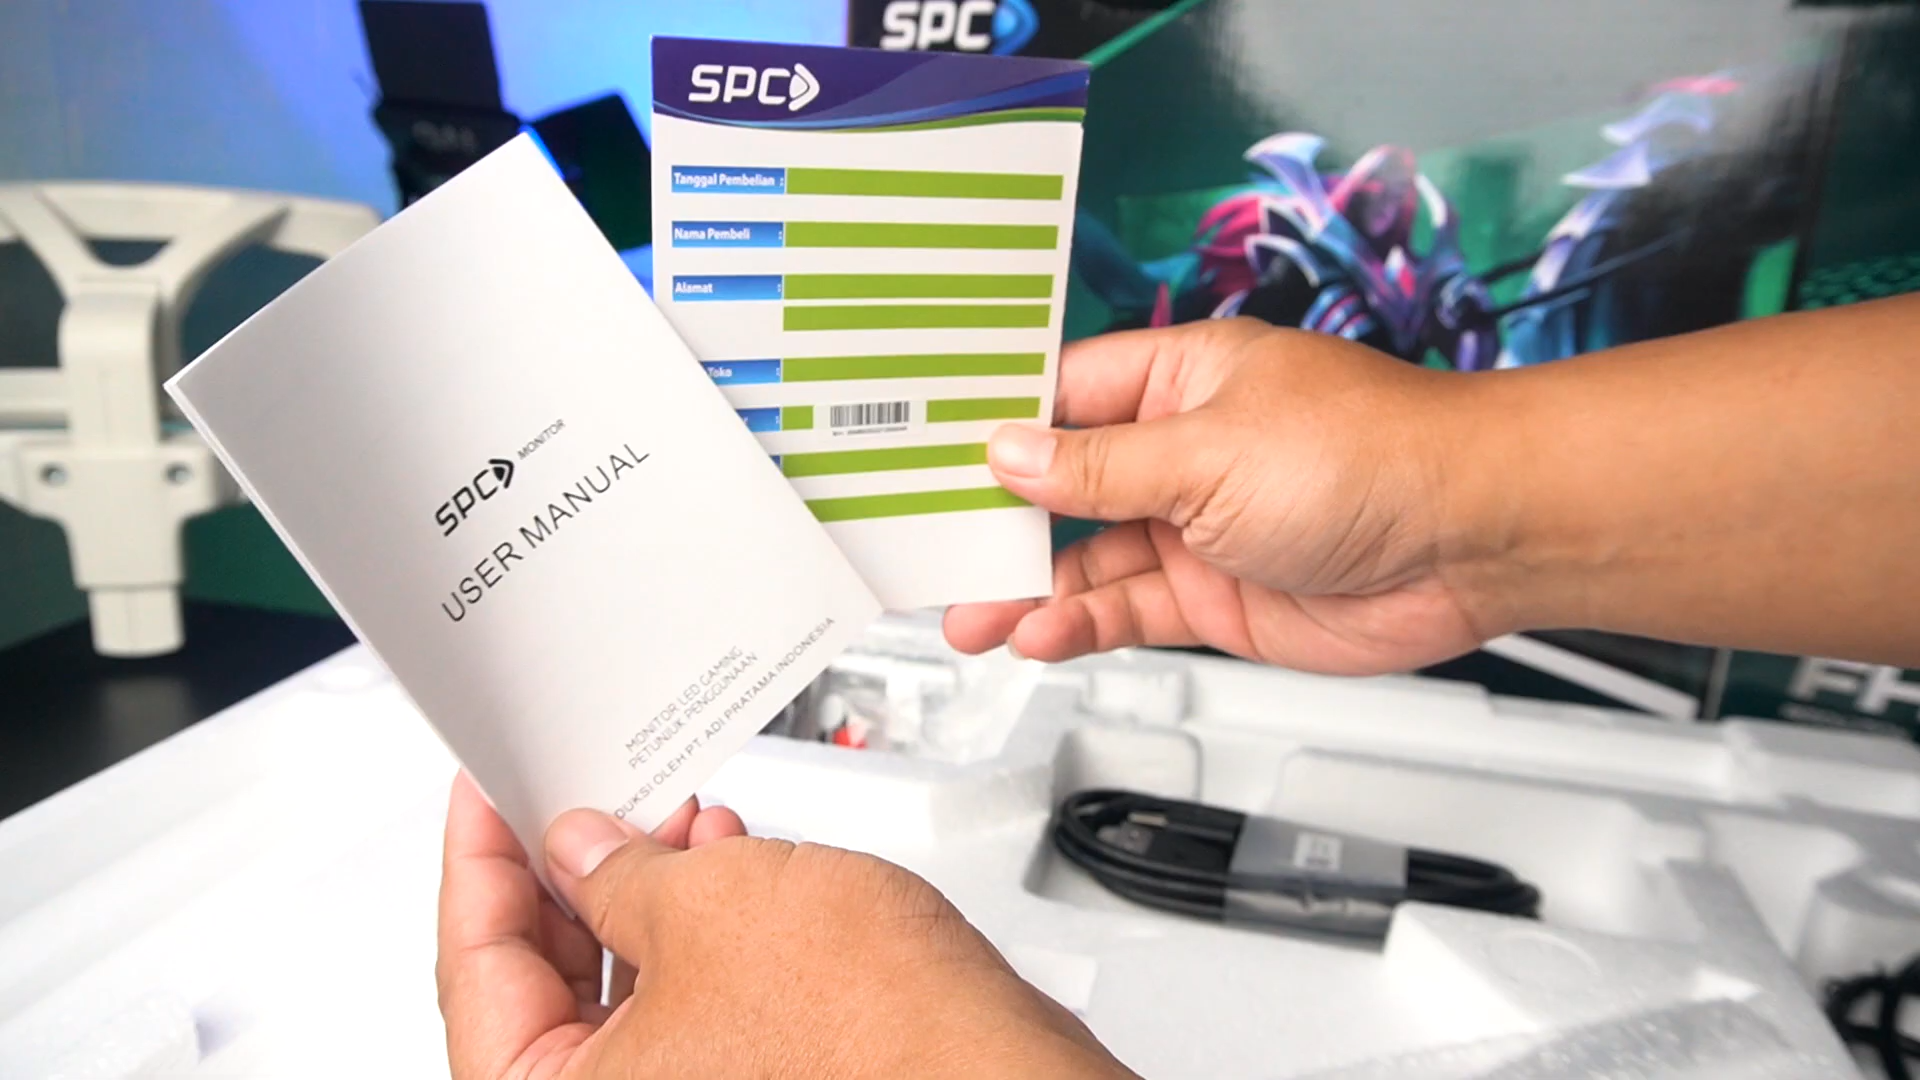 SPC
SPC
Tanggal Pembelian :
Nama Pembeli :
Alamat :
Toko :
SPC MONITOR
USER MANUAL
MONITOR LED GAMING
PETUNJUK PENGGUNAAN
DUKSI OLEH PT. ADI PRATAMA INDONESIA
FH